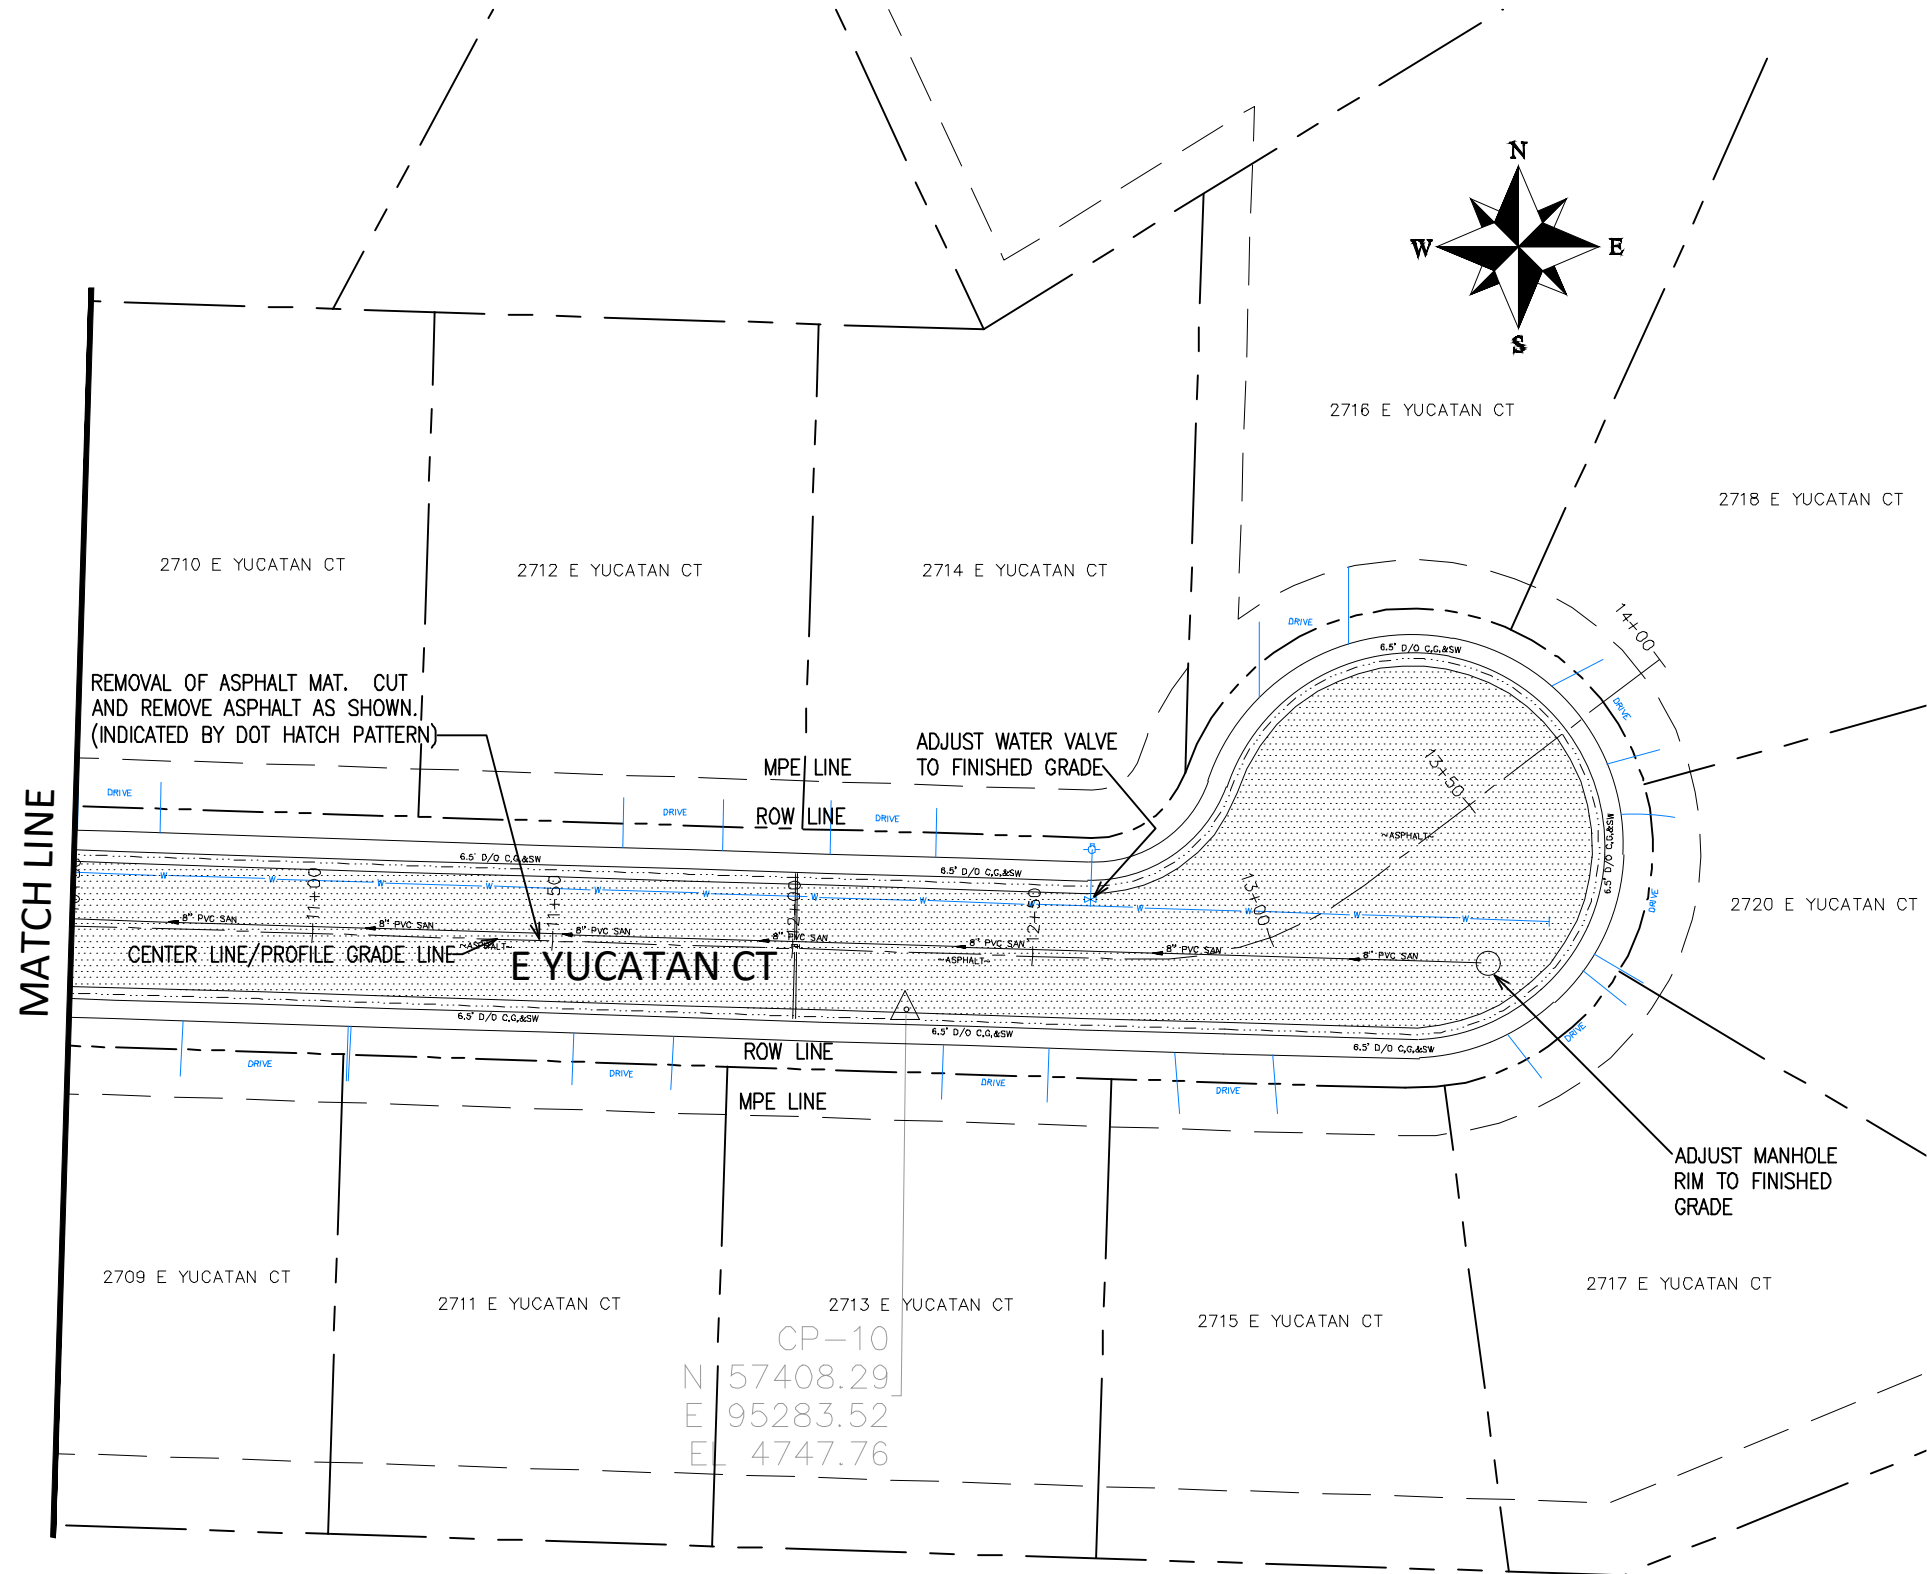 N
W
E
S
2716 E YUCATAN CT
2718 E YUCATAN CT
2710 E YUCATAN CT
2712 E YUCATAN CT
2714 E YUCATAN CT
14+00
DRIVE
6.5' D/O C,G,&SW
REMOVAL OF ASPHALT MAT. CUT
AND REMOVE ASPHALT AS SHOWN.
(INDICATED BY DOT HATCH PATTERN)
DRIVE
ADJUST WATER VALVE
TO FINISHED GRADE
MPE LINE
13+50
DRIVE
DRIVE
ROW LINE
DRIVE
~ASPHALT~
MATCH LINE
6.5' D/O C,G,&SW
6.5' D/O C,G,&SW
6.5' D/O C,G,&SW
W
W
W
W
W
W
W
W
W
W
W
W
W
11+00
11+50
12+00
12+50
13+00
DRIVE
2720 E YUCATAN CT
8" PVC SAN
8" PVC SAN
8" PVC SAN
8" PVC SAN
8" PVC SAN
8" PVC SAN
8" PVC SAN
CENTER LINE/PROFILE GRADE LINE
~ASPHALT~
E YUCATAN CT
~ASPHALT~
6.5' D/O C,G,&SW
6.5' D/O C,G,&SW
6.5' D/O C,G,&SW
DRIVE
ROW LINE
DRIVE
DRIVE
DRIVE
DRIVE
MPE LINE
ADJUST MANHOLE
RIM TO FINISHED
GRADE
2709 E YUCATAN CT
2711 E YUCATAN CT
2713 E YUCATAN CT
2715 E YUCATAN CT
2717 E YUCATAN CT
CP-10
N 57408.29
E 95283.52
EL 4747.76